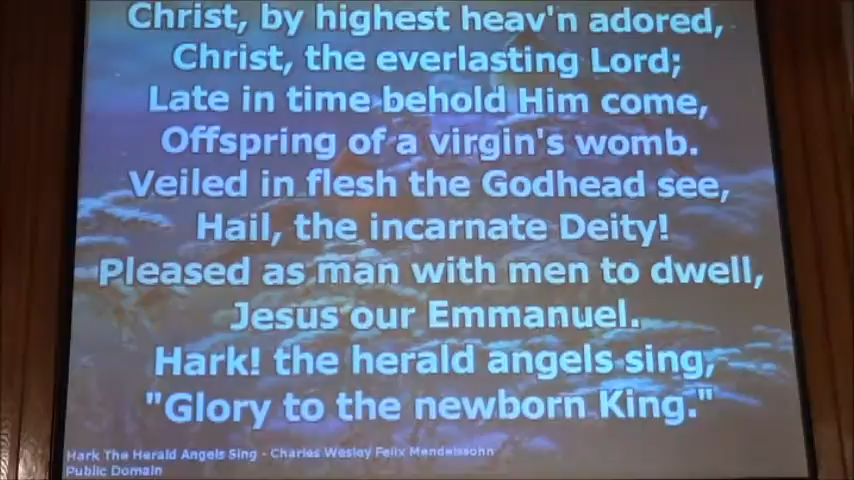 Christ, by highest heav'n adored,
Christ, the everlasting Lord;
Late in time behold Him come,
Offspring of a virgin's womb.
Veiled in flesh the Godhead see,
Hail, the incarnate Deity!
Pleased as man with men to dwell,
Jesus our Emmanuel.
Hark! the herald angels sing,
"Glory to the newborn King."
Hark The Herald Angels Sing - Charles Wesley Felix Mendelssohn
Public Domain